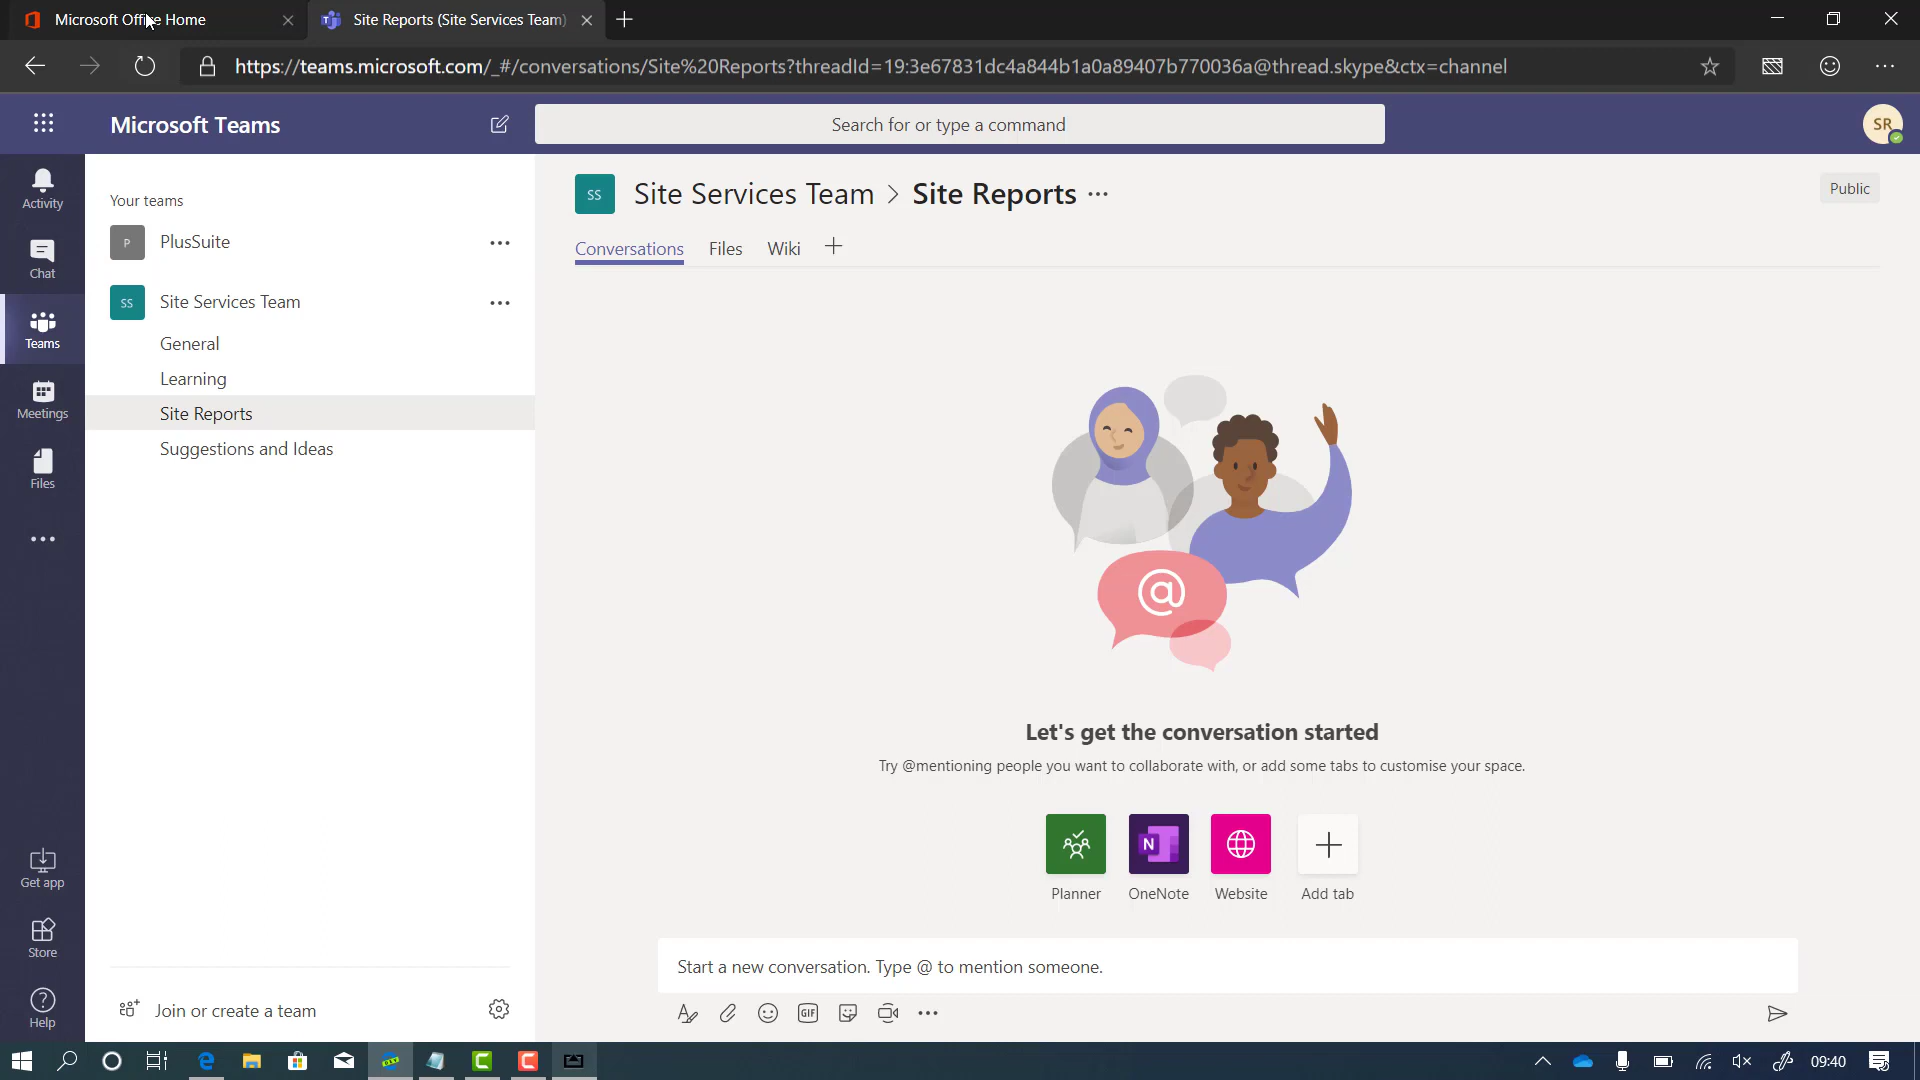 Microsoft Office Home
Site Reports (Site Services Team)
https://teams.microsoft.com/_#/conversations/Site%20Reports?threadId=19:3e67831dc4a844b1a0a89407b770036a@thread.skype&ctx=channel
Microsoft Teams
Search for or type a command
SR
Activity
Chat
Teams
Meetings
Files
Get app
Store
Help
Your teams
P
PlusSuite
SS
Site Services Team
General
Learning
Site Reports
Suggestions and Ideas
Join or create a team
SS
Site Services Team > Site Reports
Public
Conversations
Files
Wiki
@
Let's get the conversation started
Try @mentioning people you want to collaborate with, or add some tabs to customise your space.
N
Planner
OneNote
Website
Add tab
Start a new conversation. Type @ to mention someone.
GIF
09:40